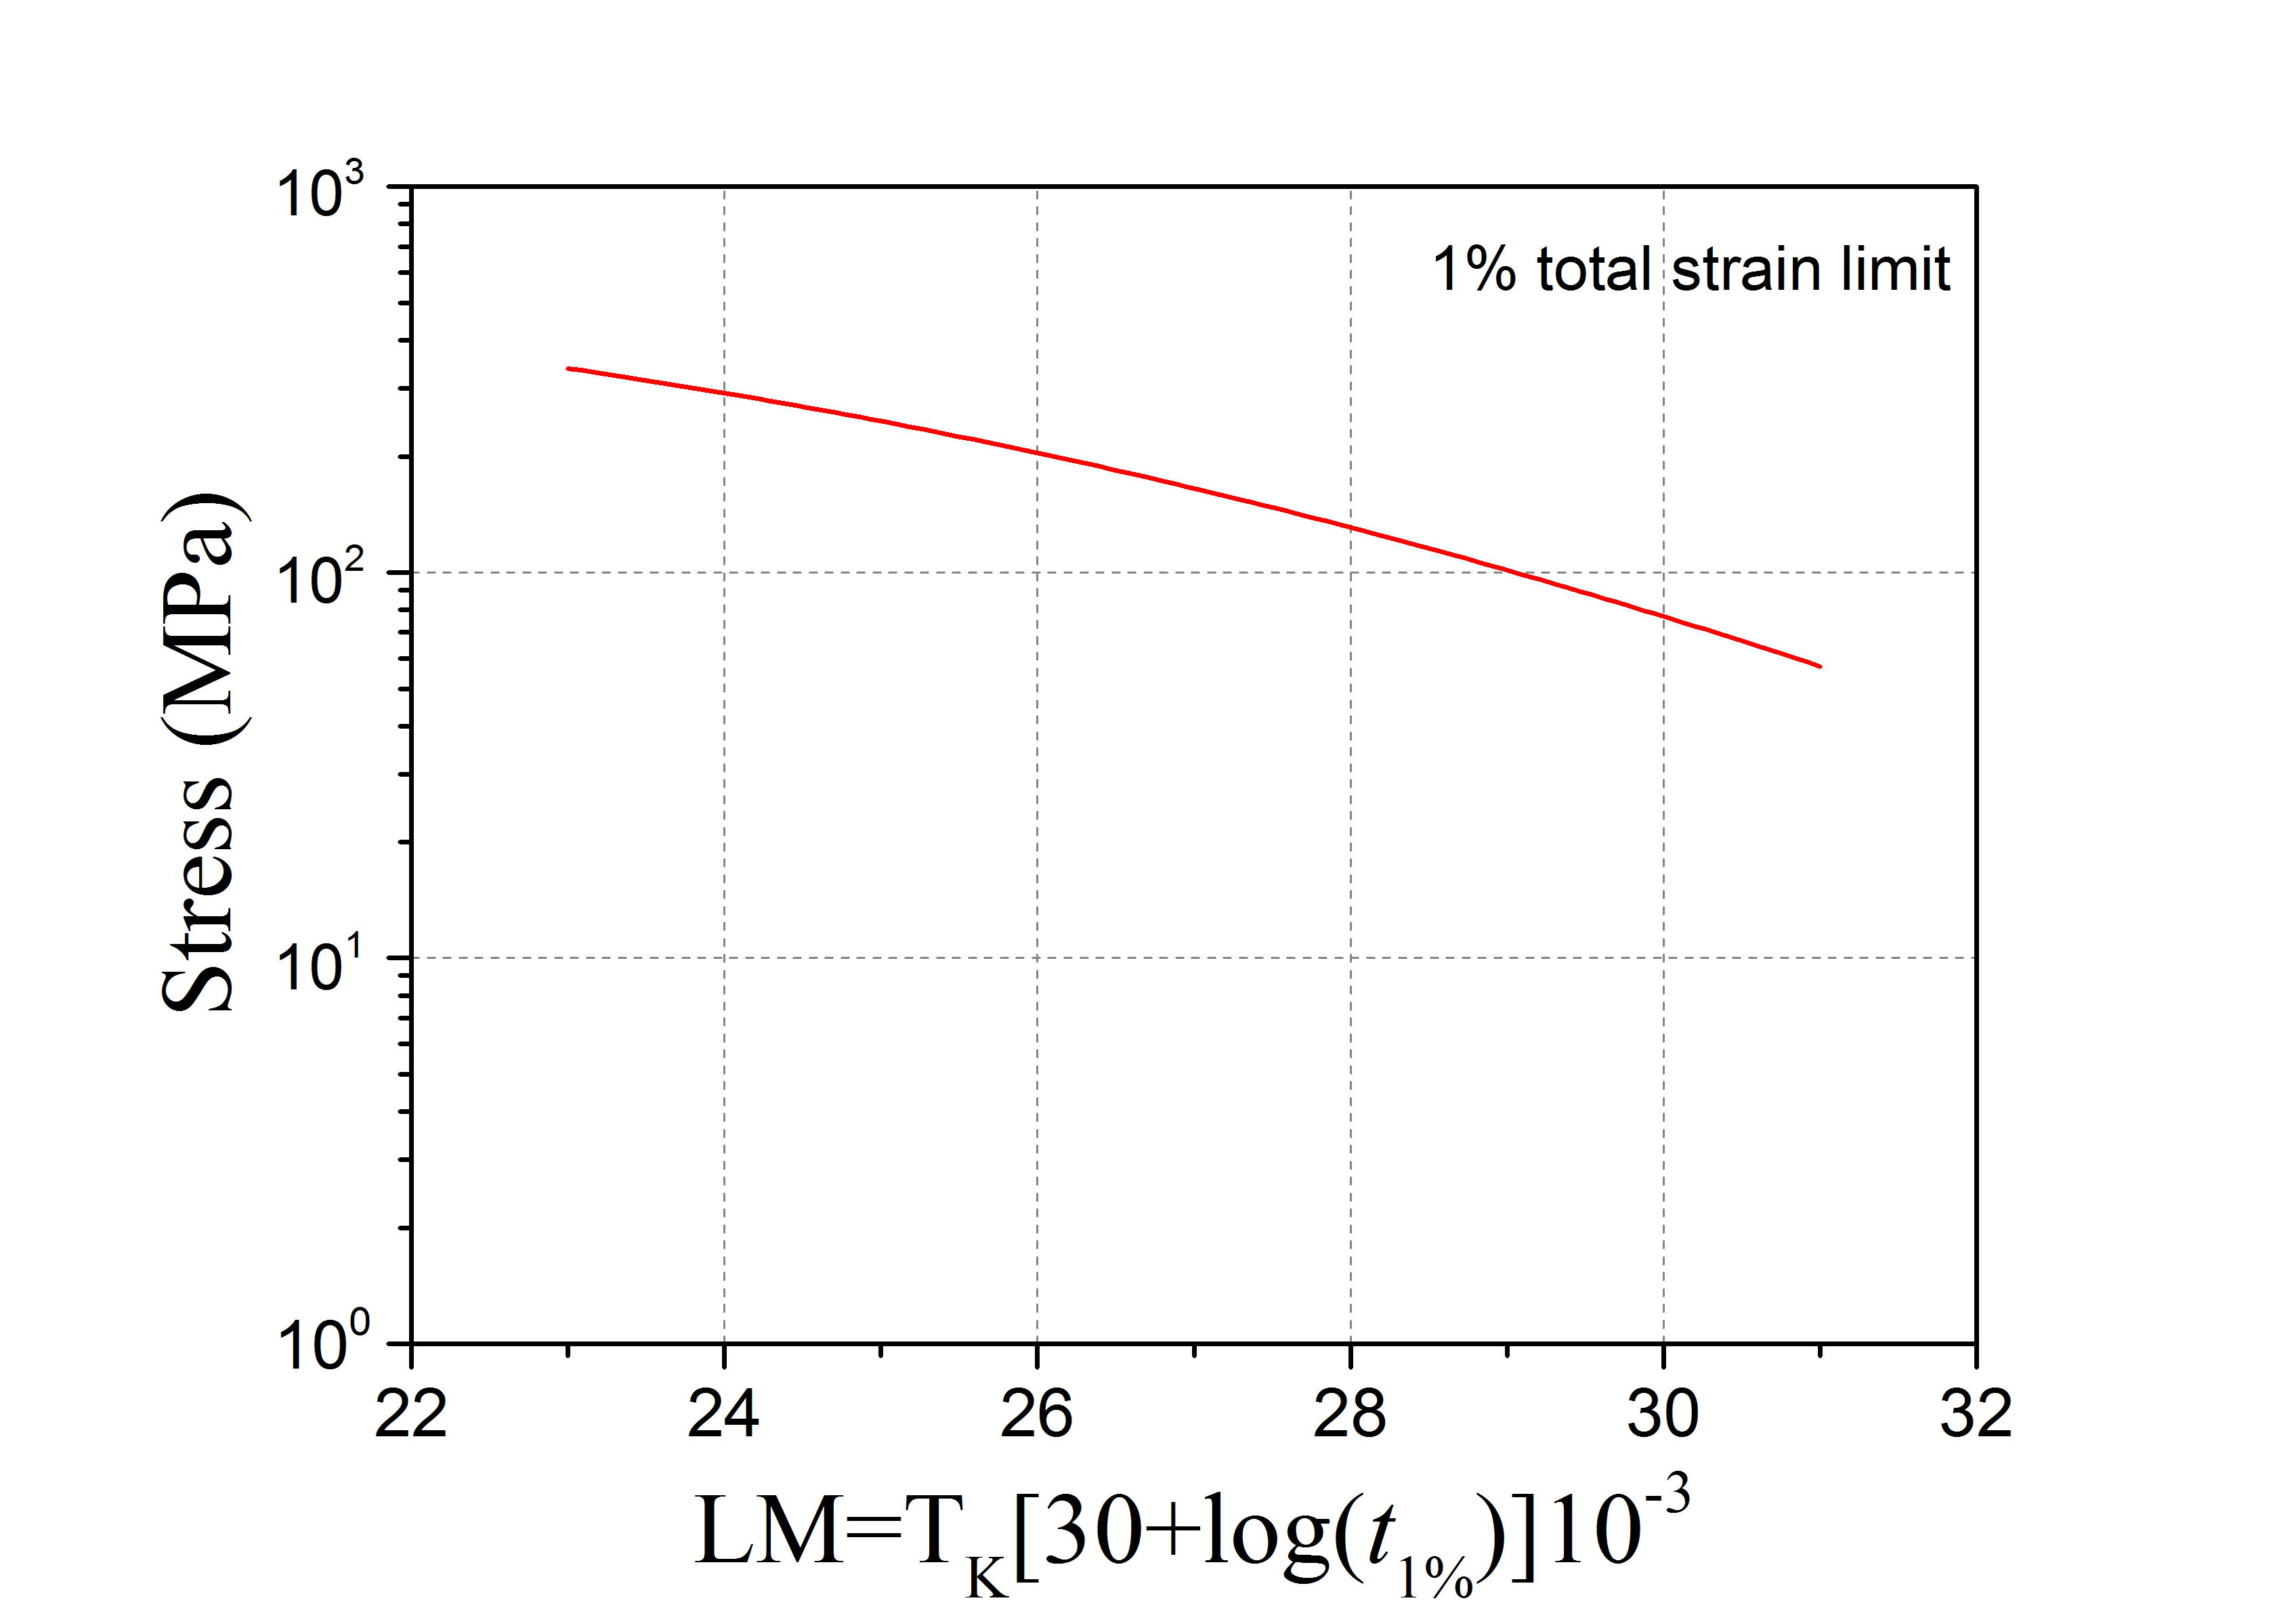 10³
1% total strain limit
10²
10¹
10⁰
Stress (MPa)
22 24 26 28 30 32
LM=T_K[30+log(t_1%)]10⁻³